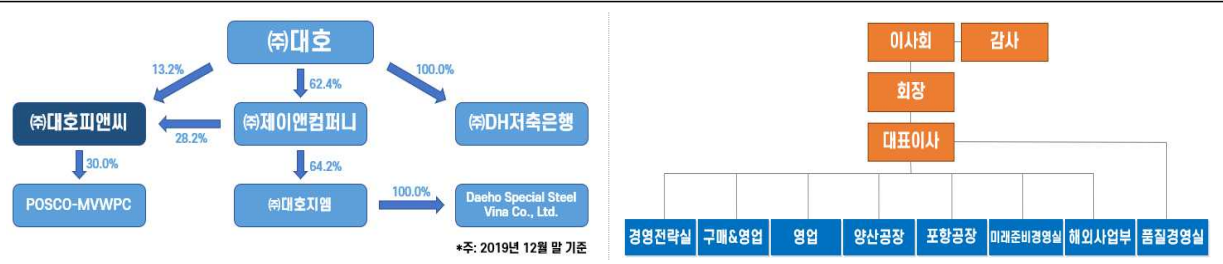 ㈜대호
13.2%
62.4%
100.0%
㈜대호피앤씨
28.2%
㈜제이앤컴퍼니
㈜DH저축은행
30.0%
64.2%
POSCO-MVWPC
㈜대호지엠
100.0%
Daeho Special Steel
Vina Co., Ltd.
*주: 2019년 12월 말 기준
이사회
감사
회장
대표이사
경영전략실
구매&영업
영업
양산공장
포항공장
미래준비경영실
해외사업부
품질경영실